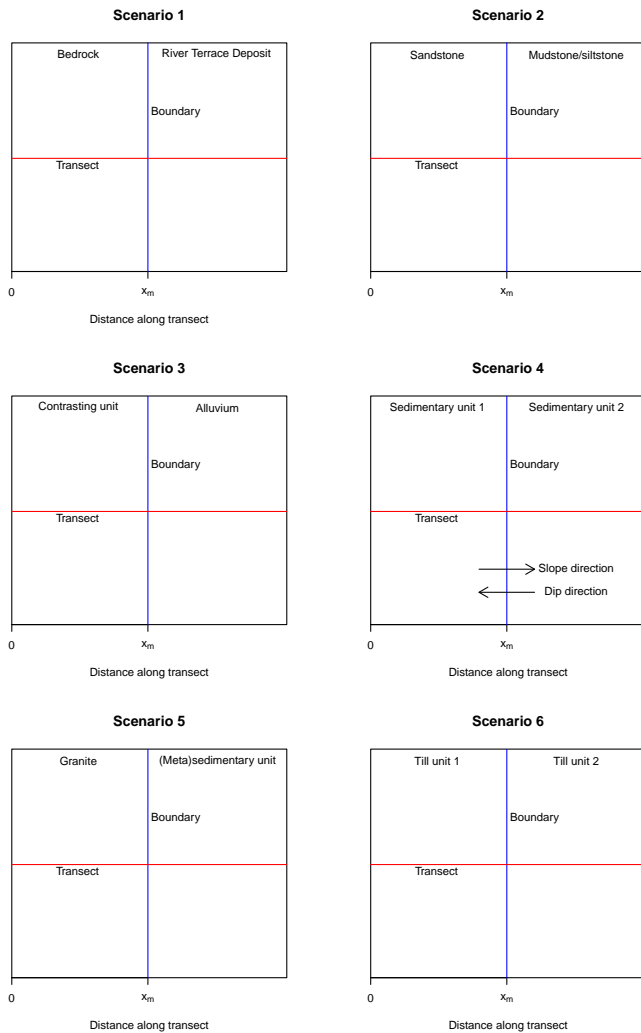 Scenario 1
Bedrock
River Terrace Deposit
Boundary
Transect
0
xm
Distance along transect
Scenario 2
Sandstone
Mudstone/siltstone
Boundary
Transect
0
xm
Distance along transect
Scenario 3
Contrasting unit
Alluvium
Boundary
Transect
0
xm
Distance along transect
Scenario 4
Sedimentary unit 1
Sedimentary unit 2
Boundary
Transect
Slope direction
Dip direction
0
xm
Distance along transect
Scenario 5
Granite
(Meta)sedimentary unit
Boundary
Transect
0
xm
Distance along transect
Scenario 6
Till unit 1
Till unit 2
Boundary
Transect
0
xm
Distance along transect